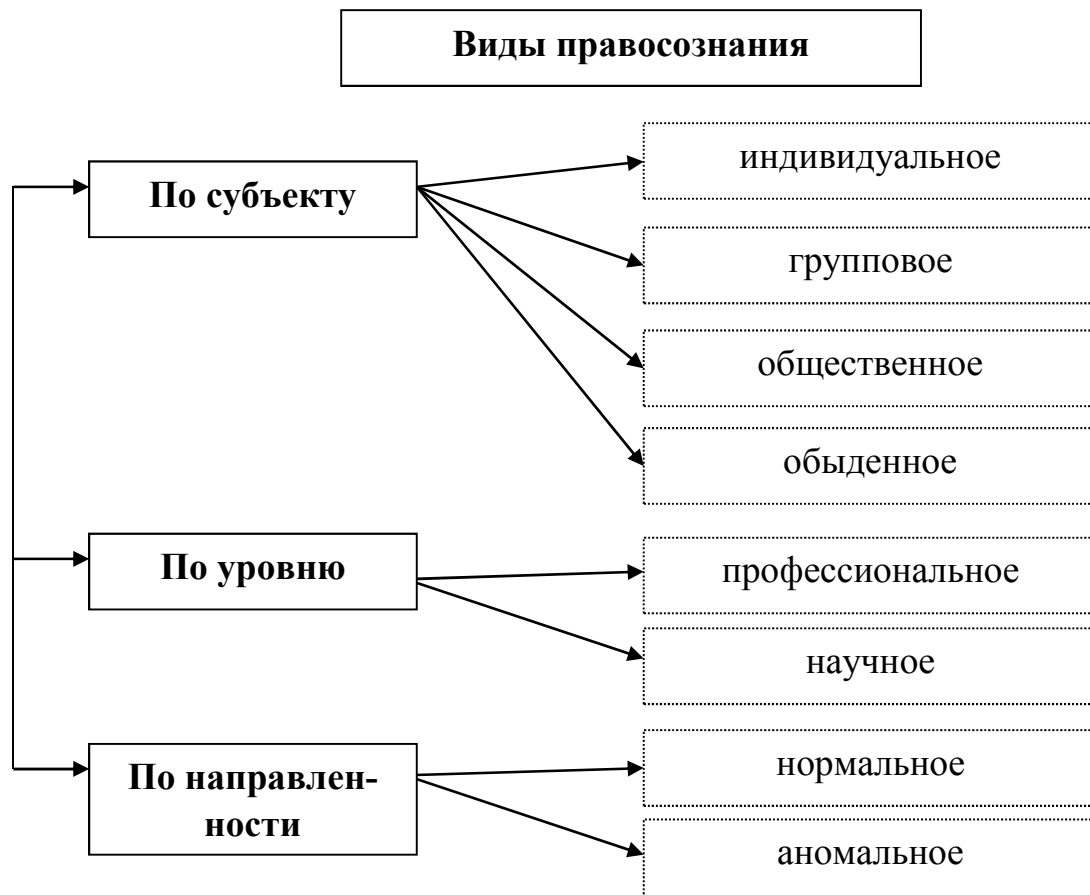 Виды правосознания
По субъекту
индивидуальное
групповое
общественное
обыденное
По уровню
профессиональное
научное
По направлен-
ности
нормальное
аномальное